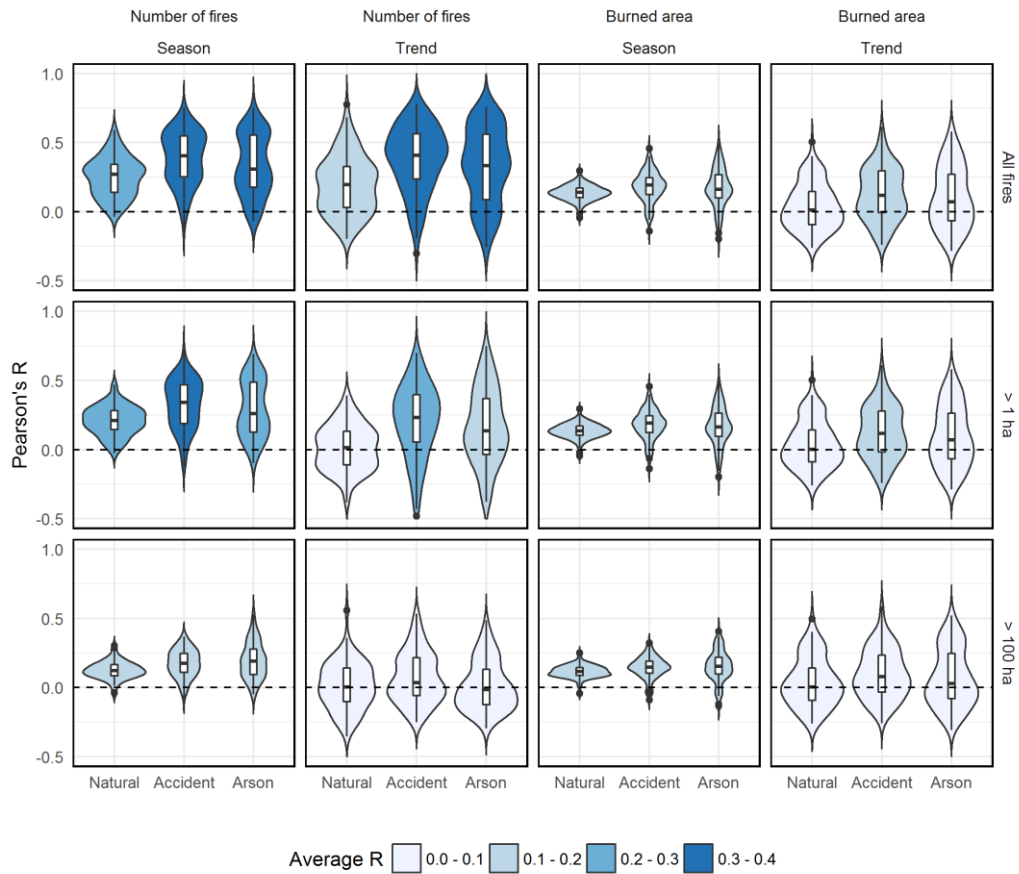 Number of fires Number of fires Burned area Burned area
Season Trend Season Trend
1.0
0.5
0.0
-0.5
All fires
1.0
0.5
0.0
-0.5
> 1 ha
Pearson's R
1.0
0.5
0.0
-0.5
> 100 ha
Natural Accident Arson Natural Accident Arson Natural Accident Arson Natural Accident Arson
Average R 0.0 - 0.1 0.1 - 0.2 0.2 - 0.3 0.3 - 0.4